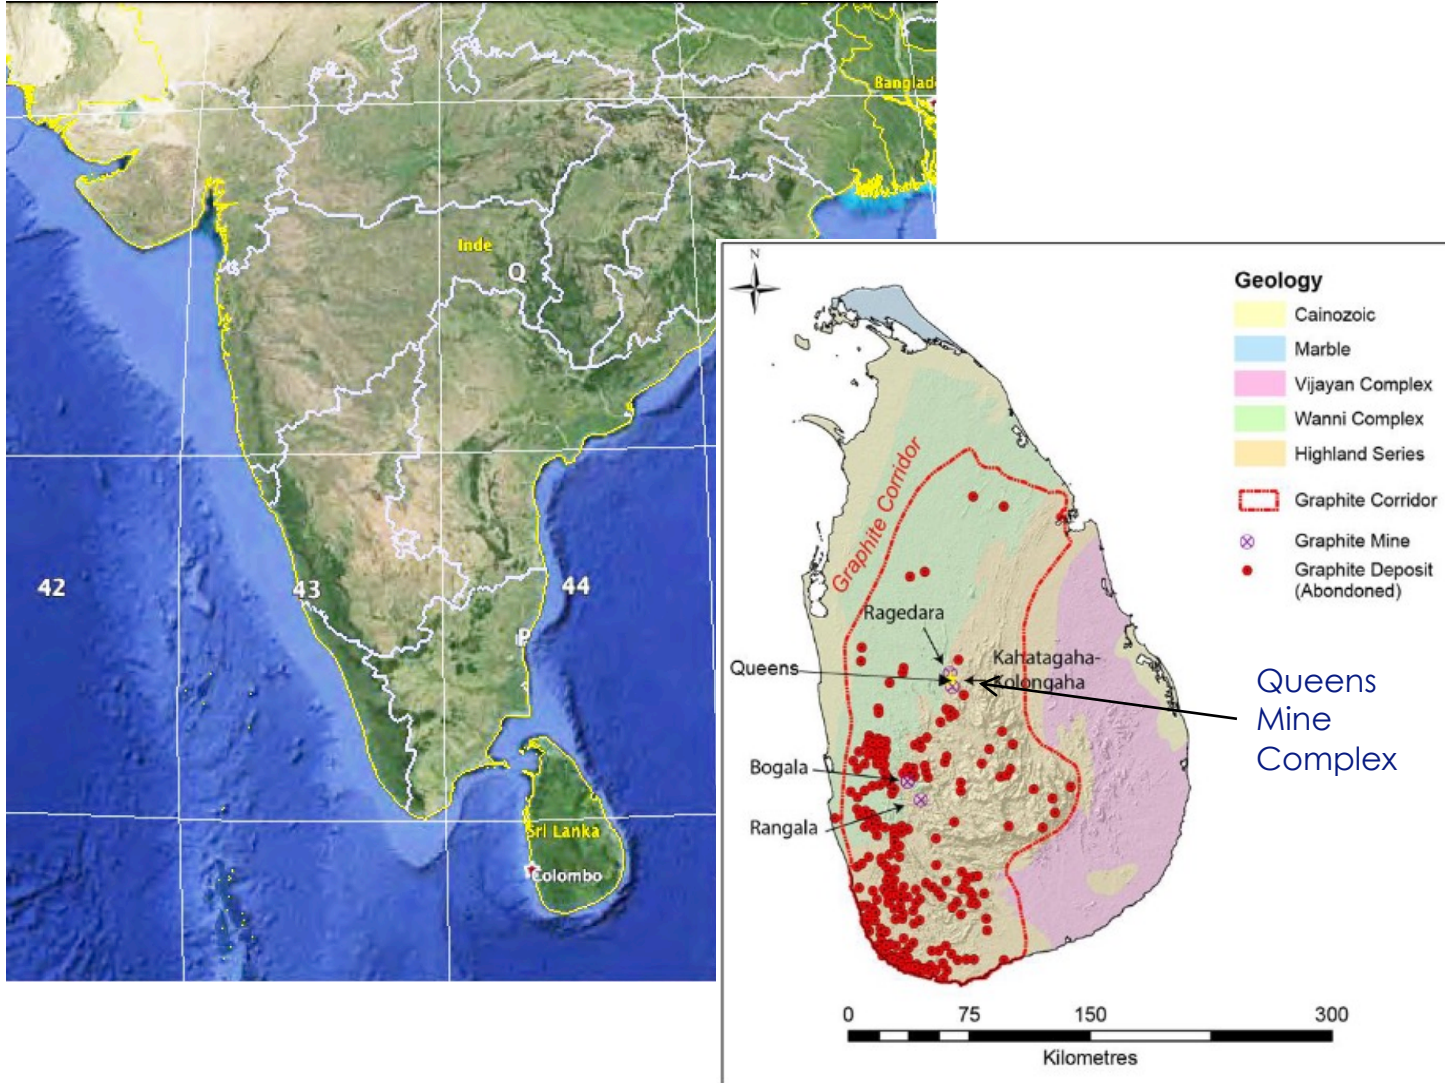 Banglad
Inde
Q
42
43
44
P
Sri Lanka
Colombo
N
Geology
Cainozoic
Marble
Vijayan Complex
Wanni Complex
Highland Series
Graphite Corridor
Graphite Mine
Graphite Deposit
(Abondoned)
Graphite Corridor
Ragedara
Queens
Kahatagaha-
Kolongaha
Queens
Mine
Complex
Bogala
Rangala
0 75 150 300
Kilometres